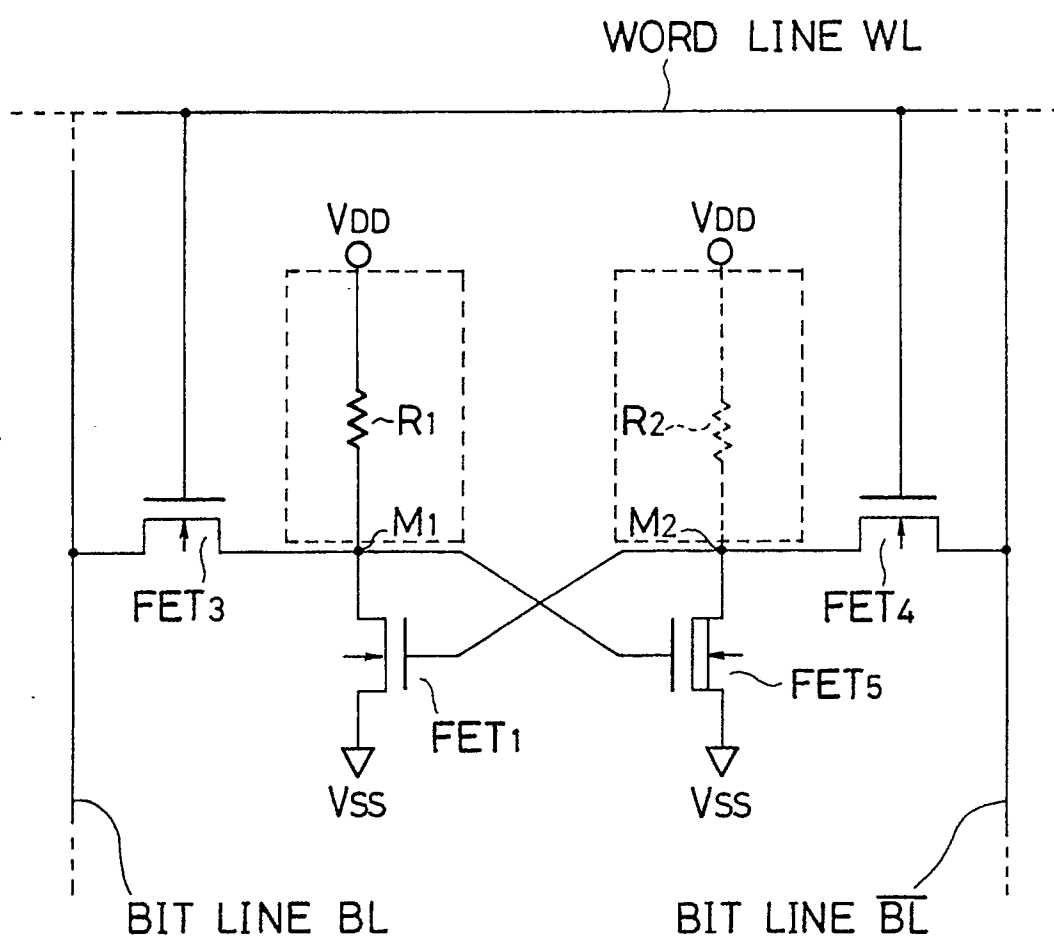 WORD LINE WL
VDD
VDD
R1
R2
M1
M2
FET3
FET4
FET5
FET1
VSS
VSS
BIT LINE BL
BIT LINE B̅L̅